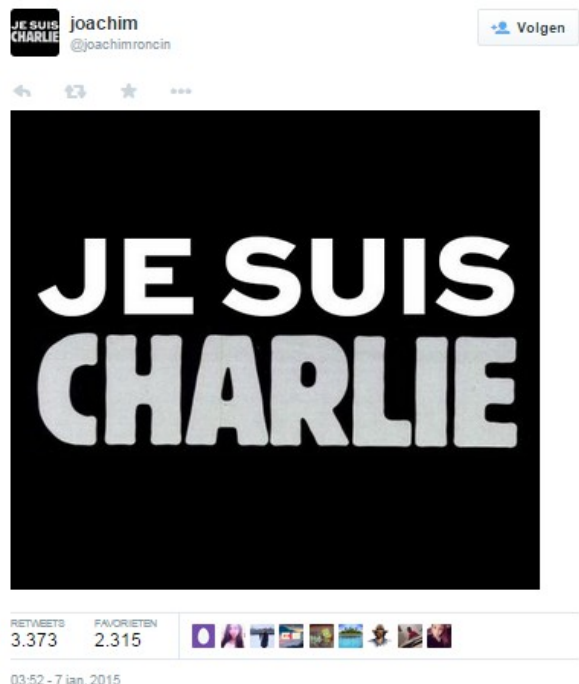 JE SUIS
CHARLIE
joachim
@joachimroncin
Volgen
JE SUIS
CHARLIE
RETWEETS
FAVORIETEN
3.373
2.315
03:52 - 7 jan. 2015